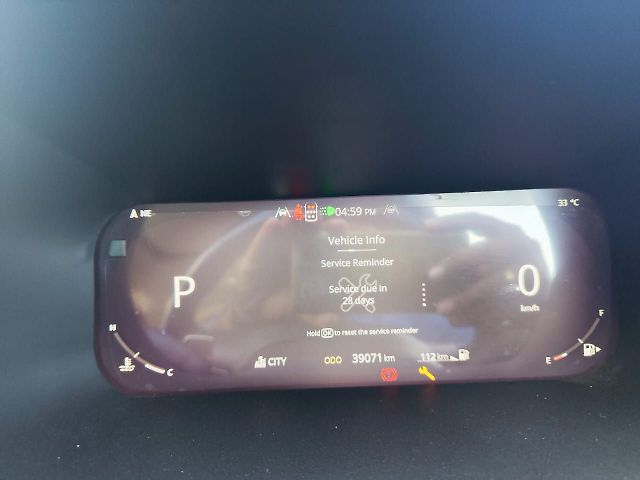 NE
04:59 PM
33 °C
Vehicle Info
Service Reminder
P
Service due in
28 days
0
km/h
Hold OK to reset the service reminder
H
C
F
E
CITY
ODO 39071 km
112 km